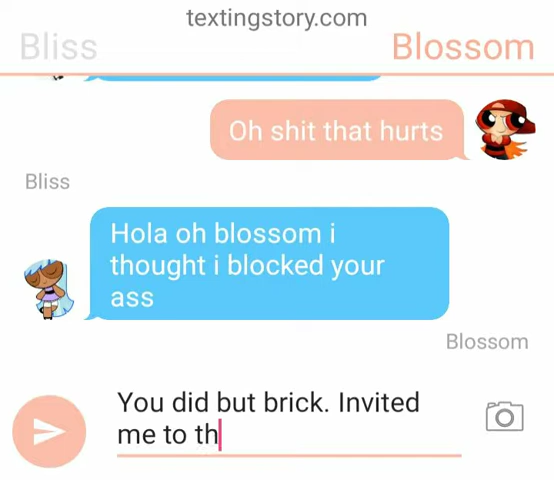 textingstory.com
Bliss
Blossom
Oh shit that hurts
Bliss
Hola oh blossom i
thought i blocked your
ass
Blossom
You did but brick. Invited
me to th